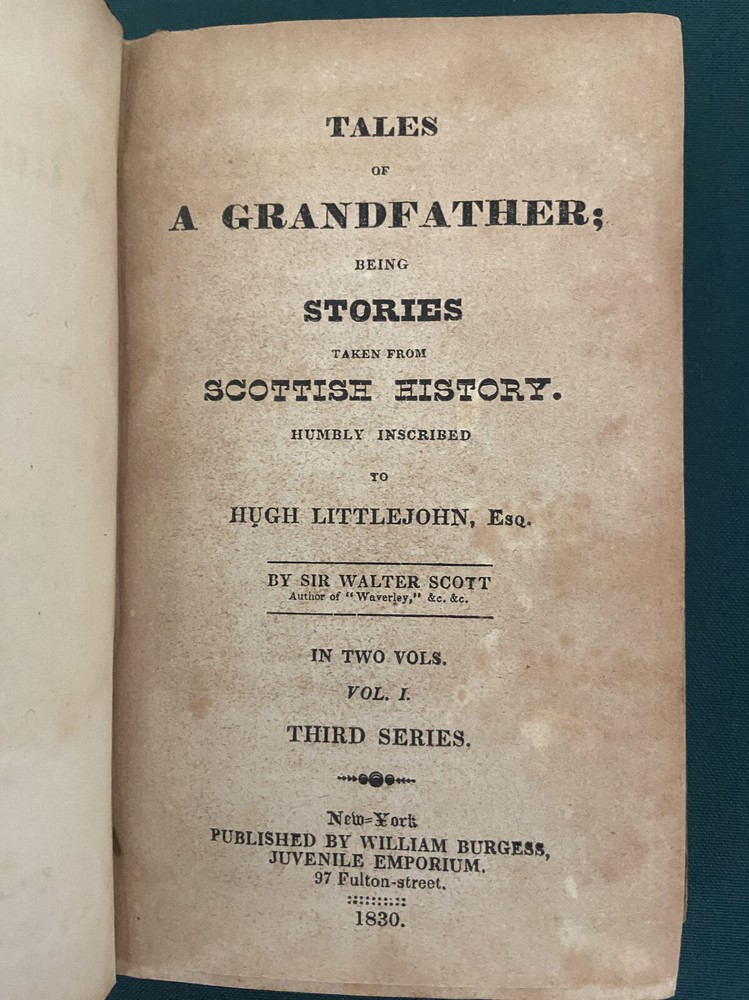 TALES
OF
A GRANDFATHER;
BEING
STORIES
TAKEN FROM
SCOTTISH HISTORY.
HUMBLY INSCRIBED
TO
HUGH LITTLEJOHN, Esq.
BY SIR WALTER SCOTT
Author of "Waverley," &c. &c.
IN TWO VOLS.
VOL. I.
THIRD SERIES.
New=York
PUBLISHED BY WILLIAM BURGESS,
JUVENILE EMPORIUM.
97 Fulton-street.
1830.